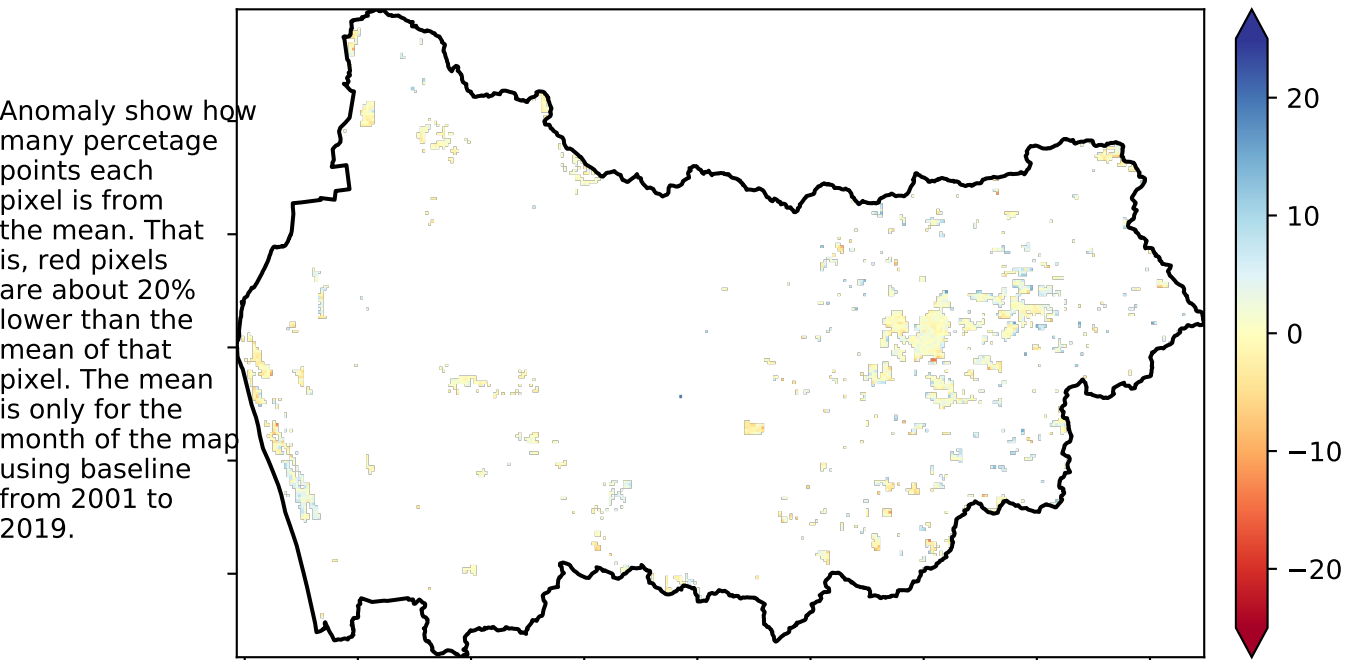 Anomaly show how
many percetage
points each
pixel is from
the mean. That
is, red pixels
are about 20%
lower than the
mean of that
pixel. The mean
is only for the
month of the map
using baseline
from 2001 to
2019.
20
10
0
−10
−20